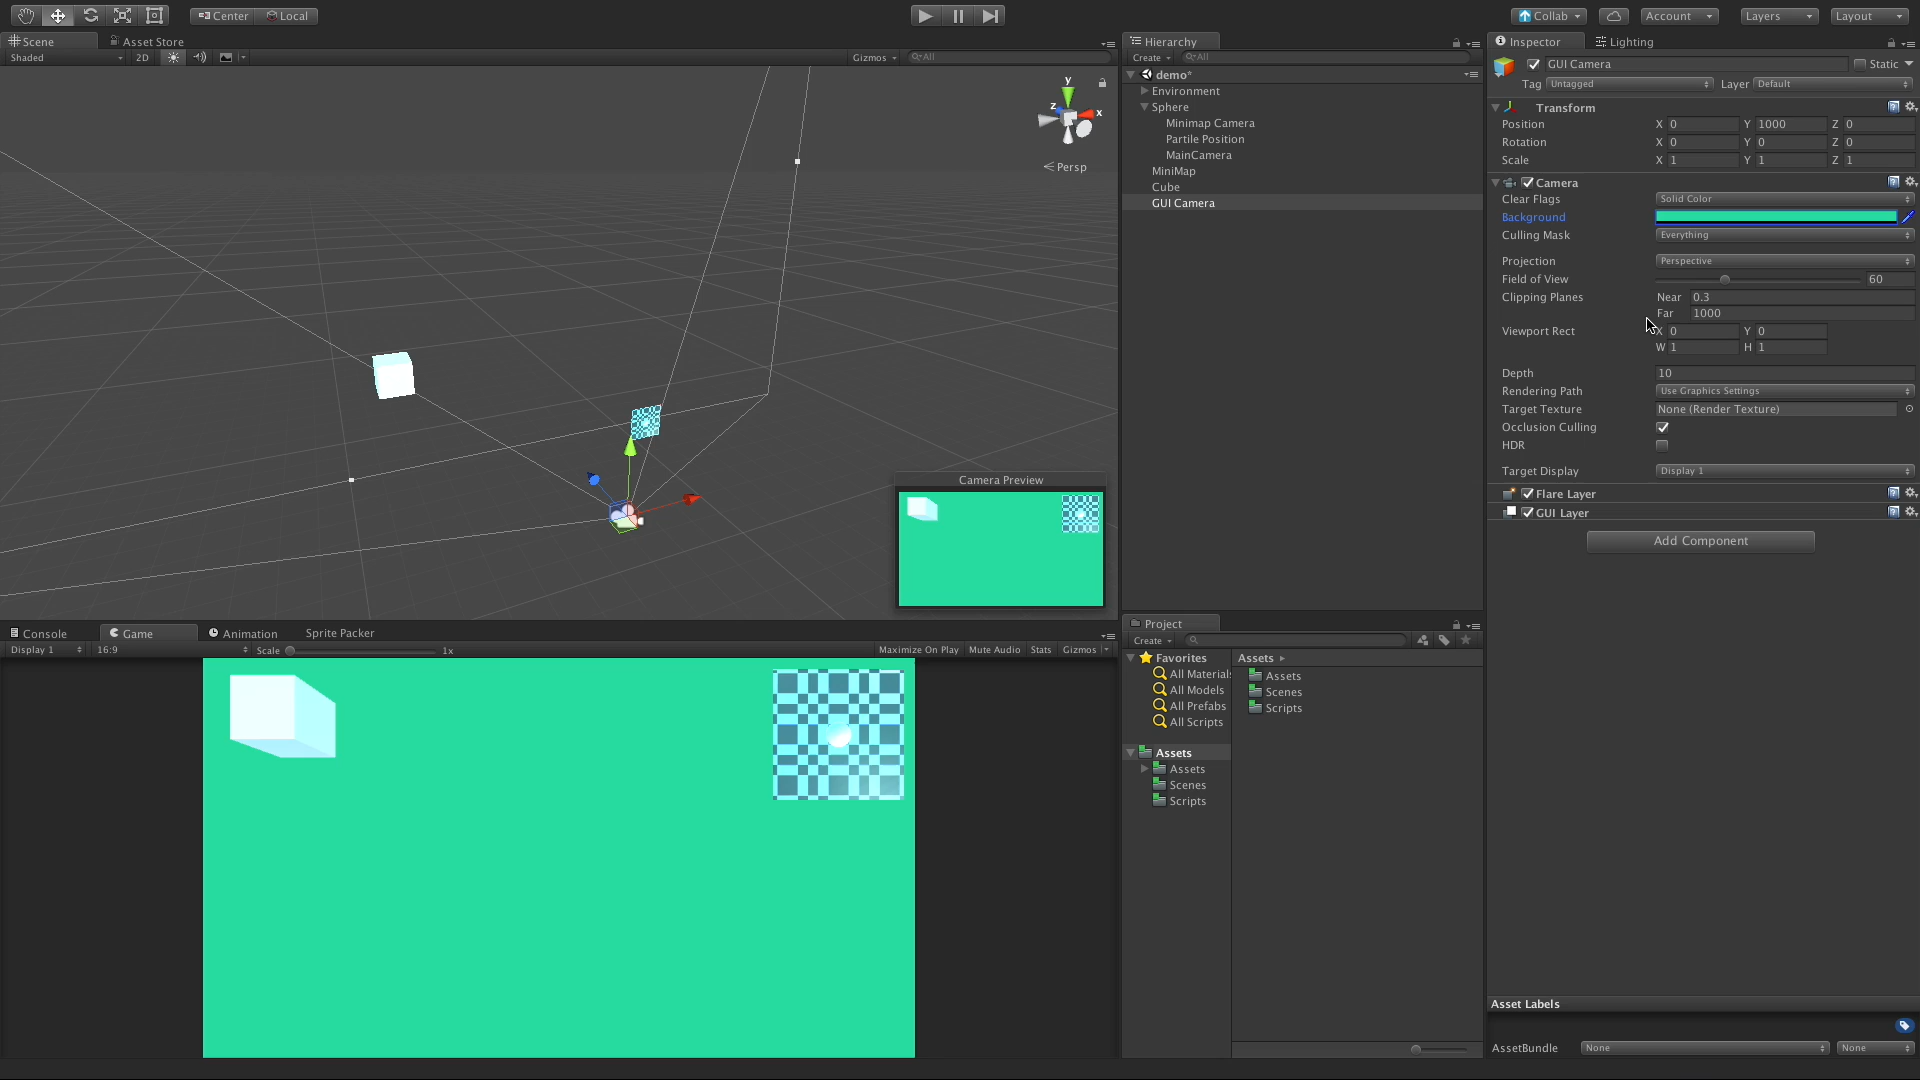 Center Local
Collab Account Layers Layout
Scene Asset Store
Shaded 2D Gizmos All
y
z x
Persp
Camera Preview
Console Game Animation Sprite Packer
Display 1 16:9 Scale 1x Maximize On Play Mute Audio Stats Gizmos
Hierarchy
Create All
demo*
Environment
Sphere
Minimap Camera
Partile Position
MainCamera
MiniMap
Cube
GUI Camera
Project
Create
Favorites
All Material
All Models
All Prefabs
All Scripts
Assets
Assets
Scenes
Scripts
Assets
Assets
Scenes
Scripts
Inspector Lighting
GUI Camera Static
Tag Untagged Layer Default
Transform
Position X 0 Y 1000 Z 0
Rotation X 0 Y 0 Z 0
Scale X 1 Y 1 Z 1
Camera
Clear Flags Solid Color
Background
Culling Mask Everything
Projection Perspective
Field of View 60
Clipping Planes Near 0.3
Far 1000
Viewport Rect X 0 Y 0
W 1 H 1
Depth 10
Rendering Path Use Graphics Settings
Target Texture None (Render Texture)
Occlusion Culling
HDR
Target Display Display 1
Flare Layer
GUI Layer
Add Component
Asset Labels
AssetBundle None None